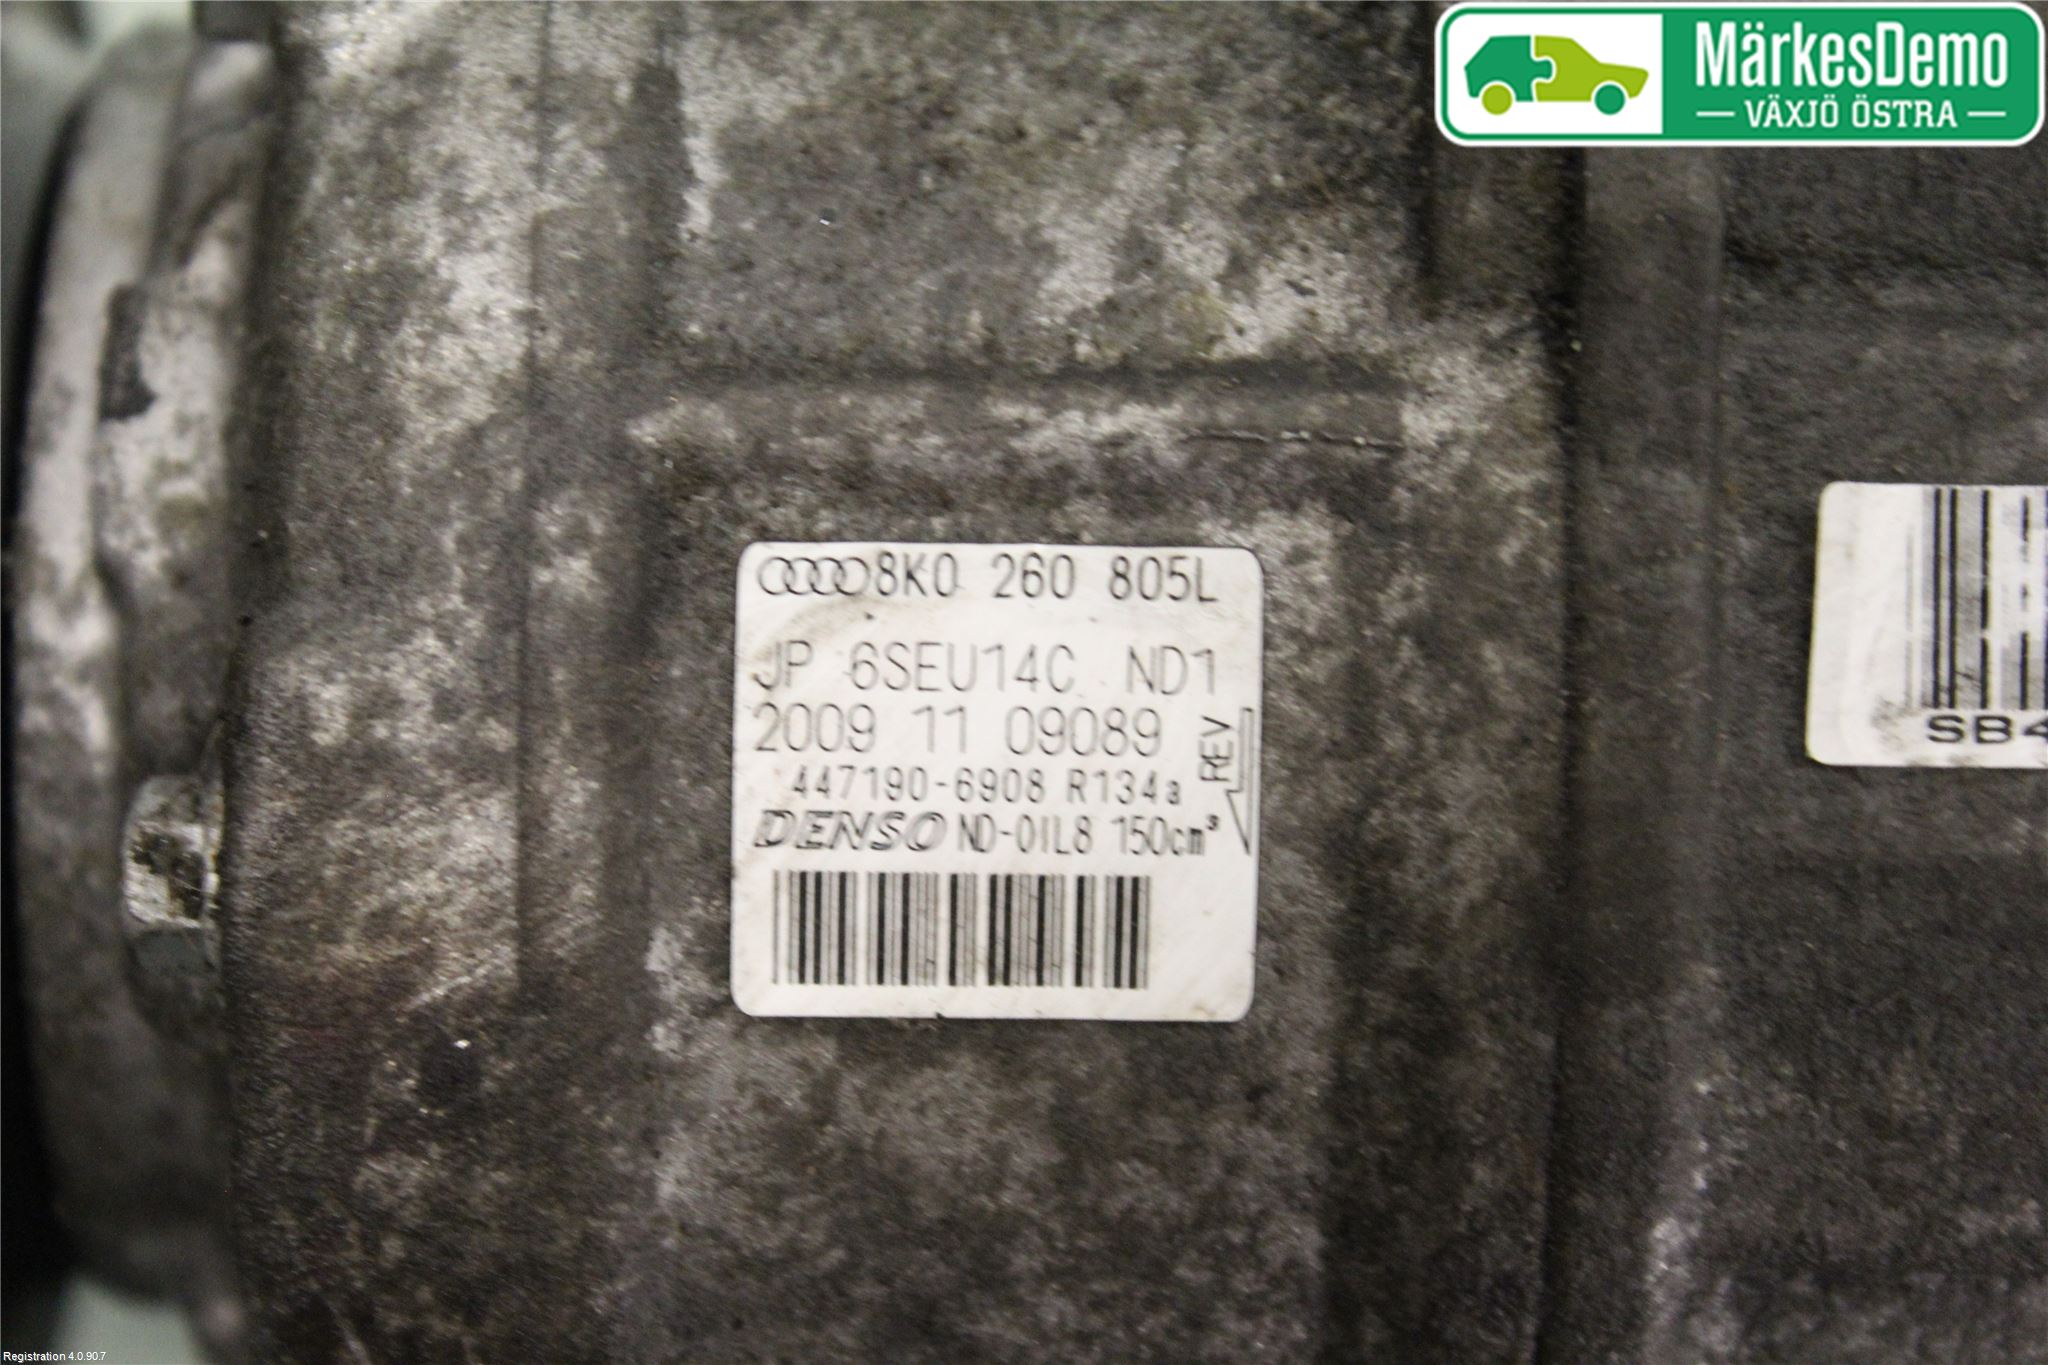 MärkesDemo
VÄXJÖ ÖSTRA
8K0 260 805L
JP 6SEU14C ND1
2009 11 09089
REV
447190-6908 R134a
DENSO ND-OIL8 150cm³
SB4
Registration 4.0.90.7